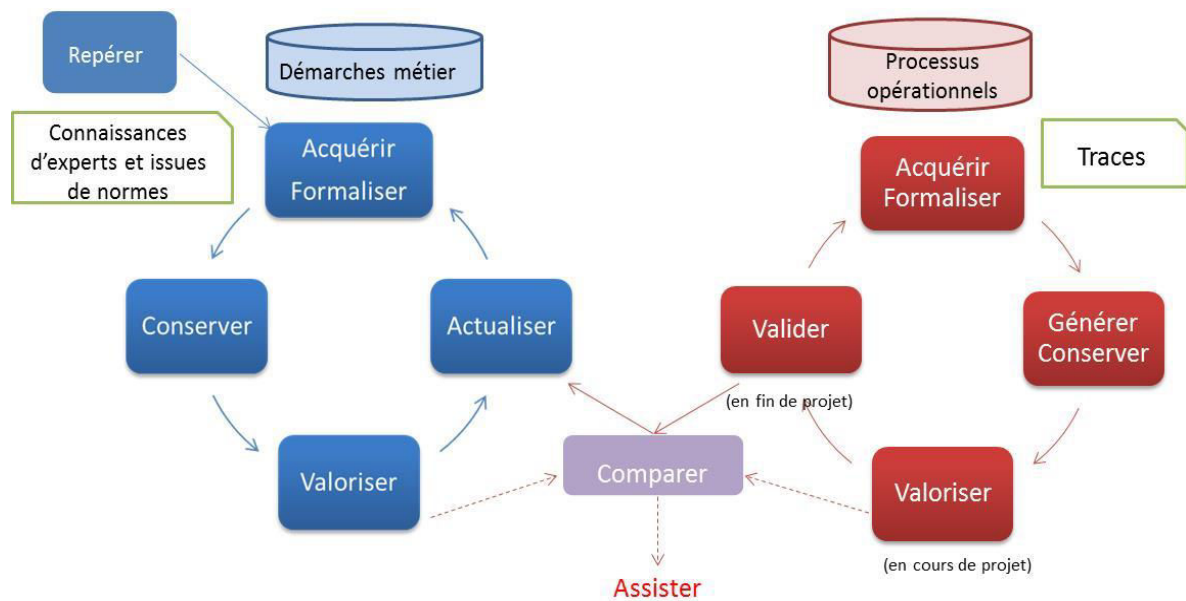 Repérer
Démarches métier
Connaissances
d'experts et issues
de normes
Acquérir
Formaliser
Conserver
Actualiser
Valoriser
Processus
opérationnels
Traces
Acquérir
Formaliser
Valider
(en fin de projet)
Générer
Conserver
Valoriser
(en cours de projet)
Comparer
Assister